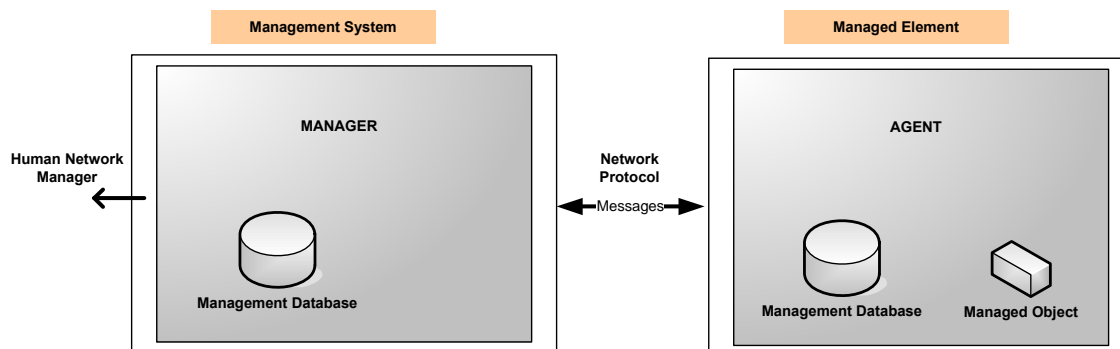 Management System
Managed Element
MANAGER
AGENT
Human Network
Manager
Network
Protocol
Messages
Management Database
Management Database
Managed Object